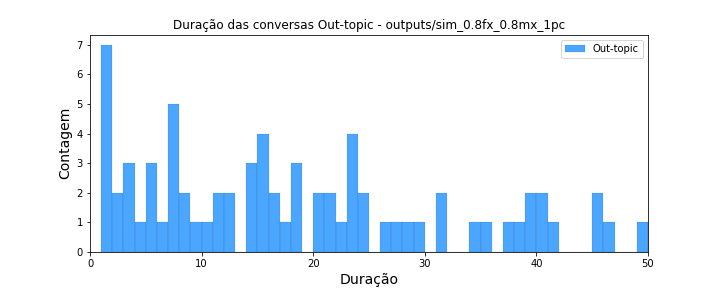 Duração das conversas Out-topic - outputs/sim_0.8fx_0.8mx_1pc
Out-topic
Contagem
7
6
5
4
3
2
1
0
0 10 20 30 40 50
Duração